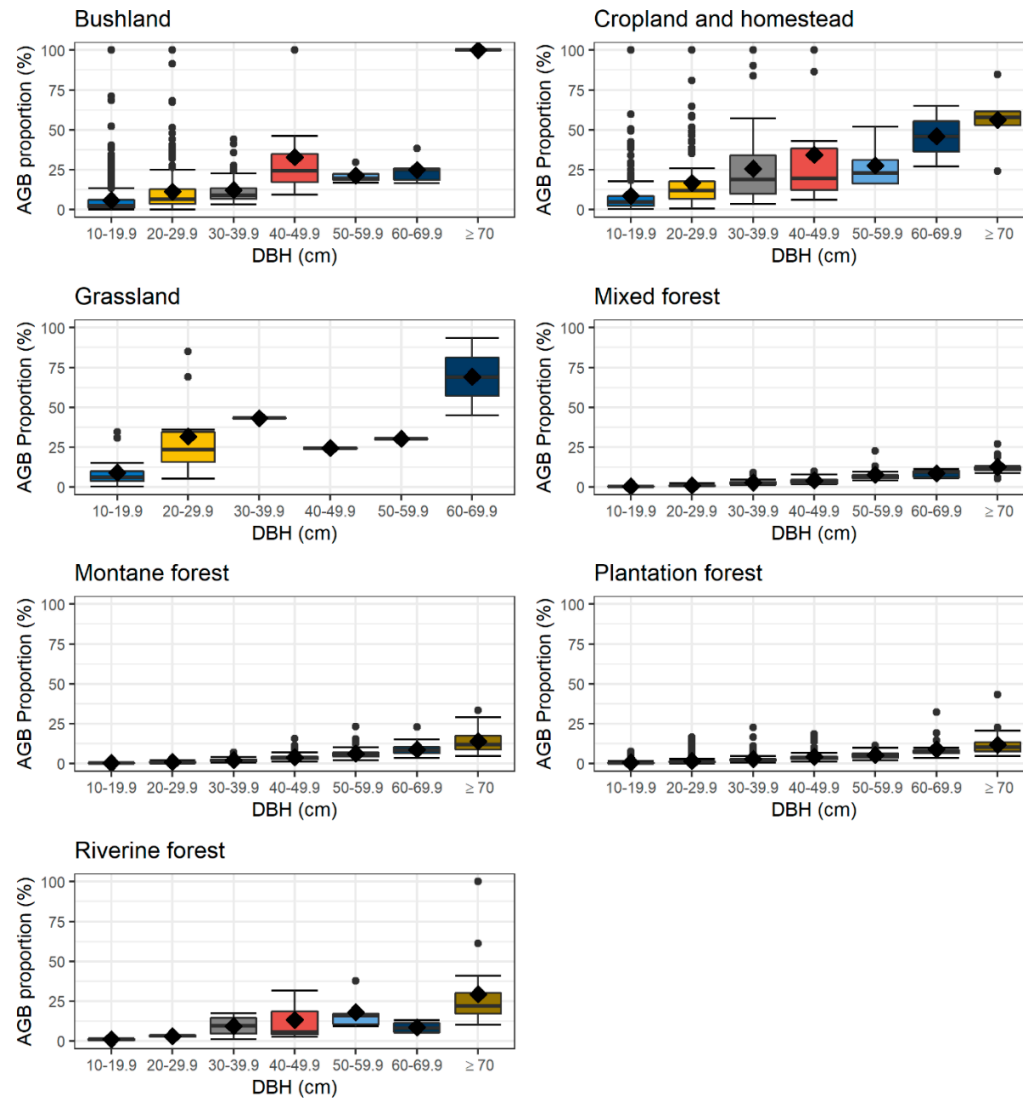 Bushland
AGB proportion (%)
100
75
50
25
0
10-19.9 20-29.9 30-39.9 40-49.9 50-59.9 60-69.9 ≥ 70
DBH (cm)
Cropland and homestead
AGB Proportion (%)
100
75
50
25
0
10-19.9 20-29.9 30-39.9 40-49.9 50-59.9 60-69.9 ≥ 70
DBH (cm)
Grassland
AGB Proportion (%)
100
75
50
25
0
10-19.9 20-29.9 30-39.9 40-49.9 50-59.9 60-69.9
DBH (cm)
Mixed forest
AGB Proportion (%)
100
75
50
25
0
10-19.9 20-29.9 30-39.9 40-49.9 50-59.9 60-69.9 ≥ 70
DBH (cm)
Montane forest
AGB Proportion (%)
100
75
50
25
0
10-19.9 20-29.9 30-39.9 40-49.9 50-59.9 60-69.9 ≥ 70
DBH (cm)
Plantation forest
AGB Proportion (%)
100
75
50
25
0
10-19.9 20-29.9 30-39.9 40-49.9 50-59.9 60-69.9 ≥ 70
DBH (cm)
Riverine forest
AGB proportion (%)
100
75
50
25
0
10-19.9 20-29.9 30-39.9 40-49.9 50-59.9 60-69.9 ≥ 70
DBH (cm)